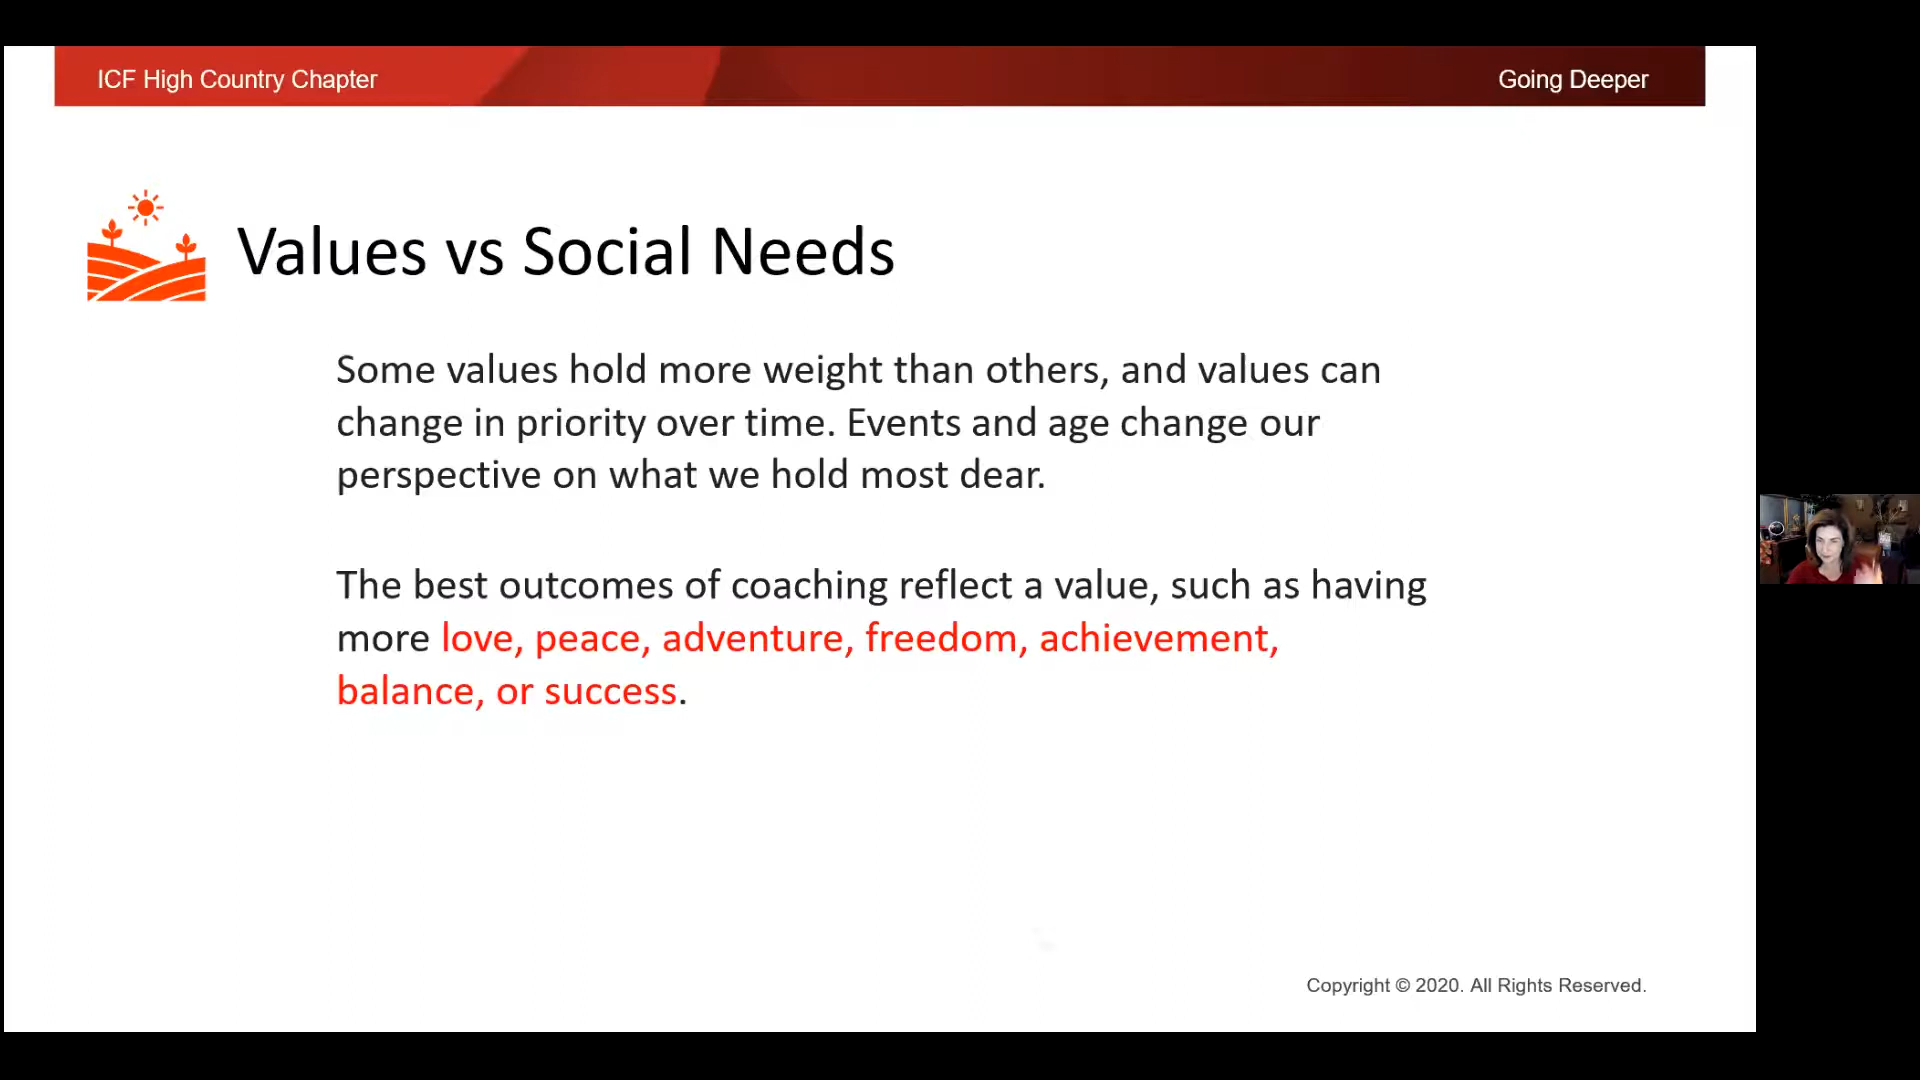 ICF High Country Chapter
Going Deeper
Values vs Social Needs
Some values hold more weight than others, and values can
change in priority over time. Events and age change our
perspective on what we hold most dear.
The best outcomes of coaching reflect a value, such as having
more love, peace, adventure, freedom, achievement,
balance, or success.
Copyright © 2020. All Rights Reserved.